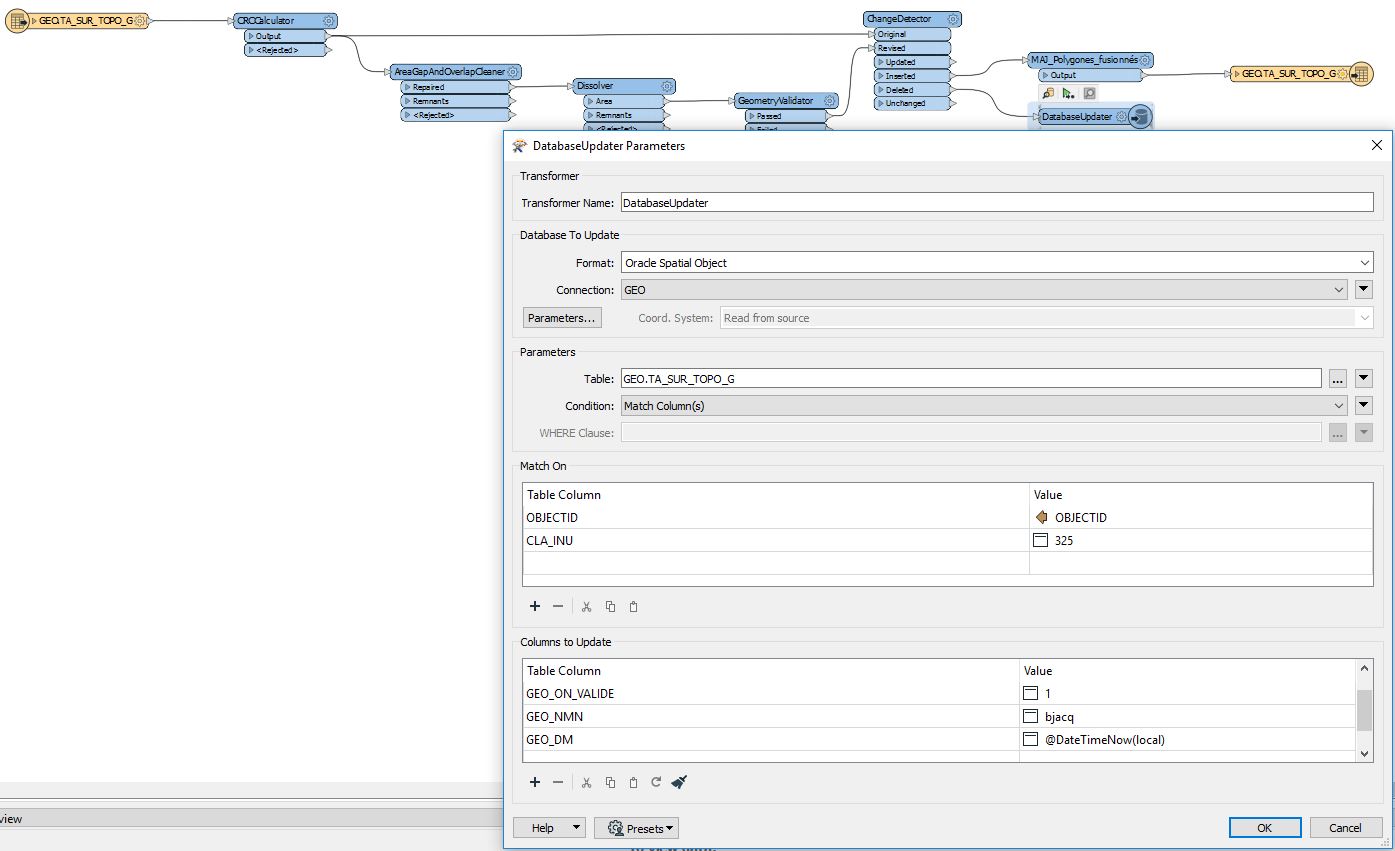 GEO.TA_SUR_TOPO_G
CRCCalculator
Output
<Rejected>
AreaGapAndOverlapCleaner
Repaired
Remnants
<Rejected>
Dissolver
Area
Remnants
<Rejected>
GeometryValidator
Passed
Failed
ChangeDetector
Original
Revised
Updated
Inserted
Deleted
Unchanged
MAJ_Polygones_fusionnés
Output
DatabaseUpdater
GEO.TA_SUR_TOPO_G
DatabaseUpdater Parameters
Transformer
Transformer Name: DatabaseUpdater
Database To Update
Format: Oracle Spatial Object
Connection: GEO
Parameters... Coord. System: Read from source
Parameters
Table: GEO.TA_SUR_TOPO_G ...
Condition: Match Column(s)
WHERE Clause: ...
Match On
Table Column Value
OBJECTID OBJECTID
CLA_INU 325
Columns to Update
Table Column Value
GEO_ON_VALIDE 1
GEO_NMN bjacq
GEO_DM @DateTimeNow(local)
view
Help Presets OK Cancel